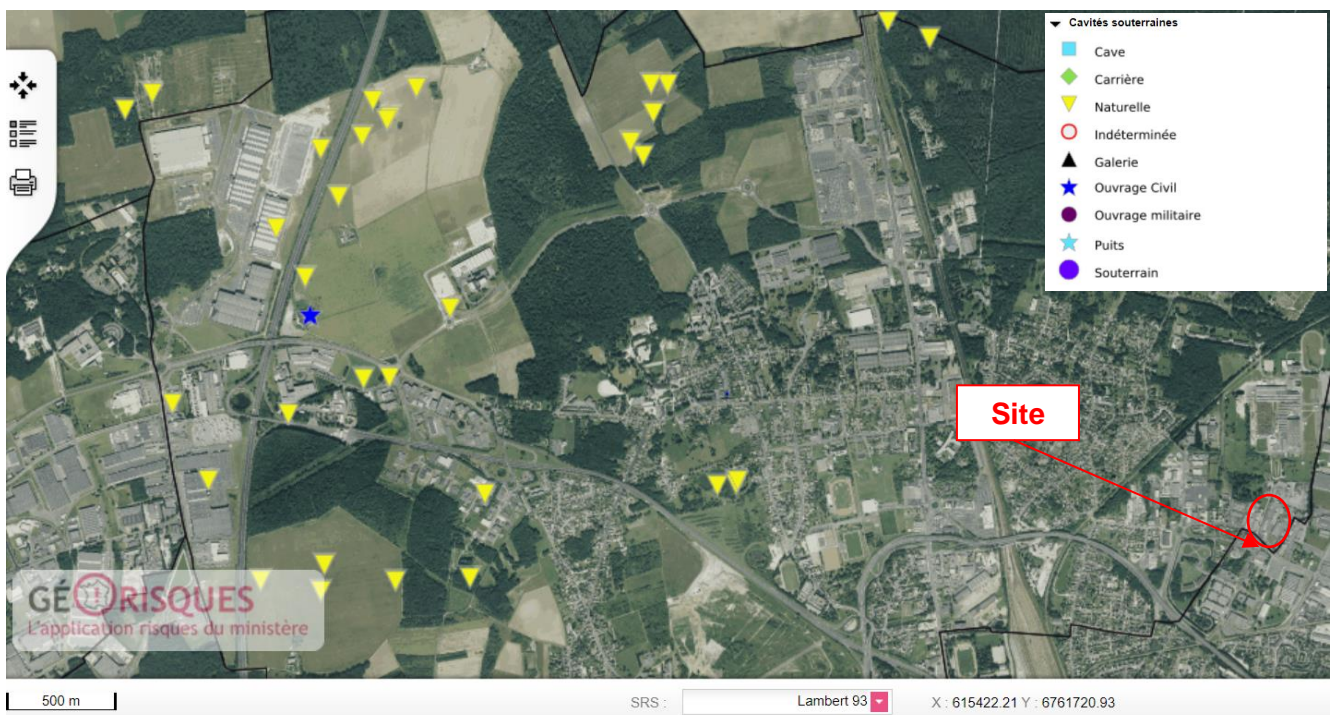 Cavités souterraines
Cave
Carrière
Naturelle
Indéterminée
Galerie
Ouvrage Civil
Ouvrage militaire
Puits
Souterrain
Site
GÉORISQUES
L'application risques du ministère
500 m
SRS :
Lambert 93
X : 615422.21 Y : 6761720.93